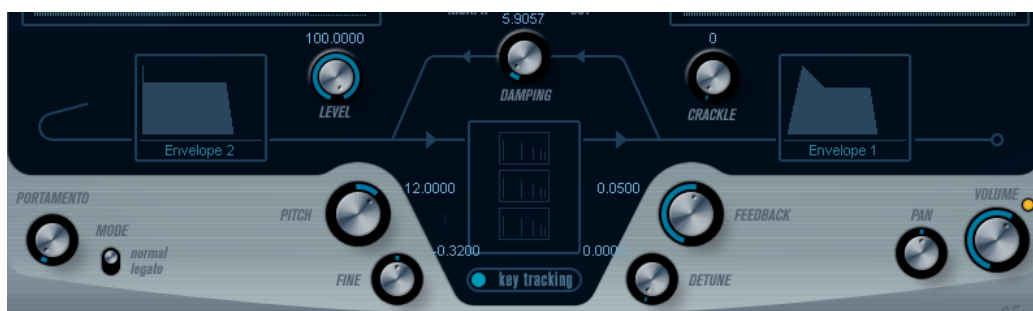 5.9057
100.0000
0
LEVEL
DAMPING
CRACKLE
Envelope 2
Envelope 1
PORTAMENTO
12.0000
0.0500
VOLUME
PITCH
FEEDBACK
PAN
MODE
normal
legato
-0.3200
FINE
key tracking
DETUNE